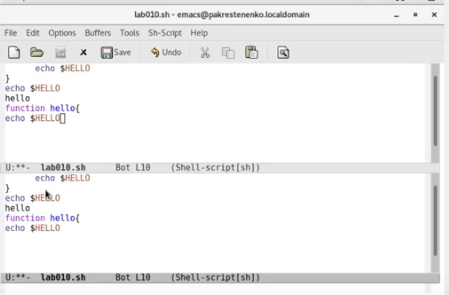 lab010.sh - emacs@pakrestenenko.localdomain
File Edit Options Buffers Tools Sh-Script Help
Save Undo
echo $HELLO
}
echo $HELLO
hello
function hello{
echo $HELLO
U:**- lab010.sh Bot L10 (Shell-script[sh])
echo $HELLO
}
echo $HELLO
hello
function hello{
echo $HELLO
U:**- lab010.sh Bot L10 (Shell-script[sh])